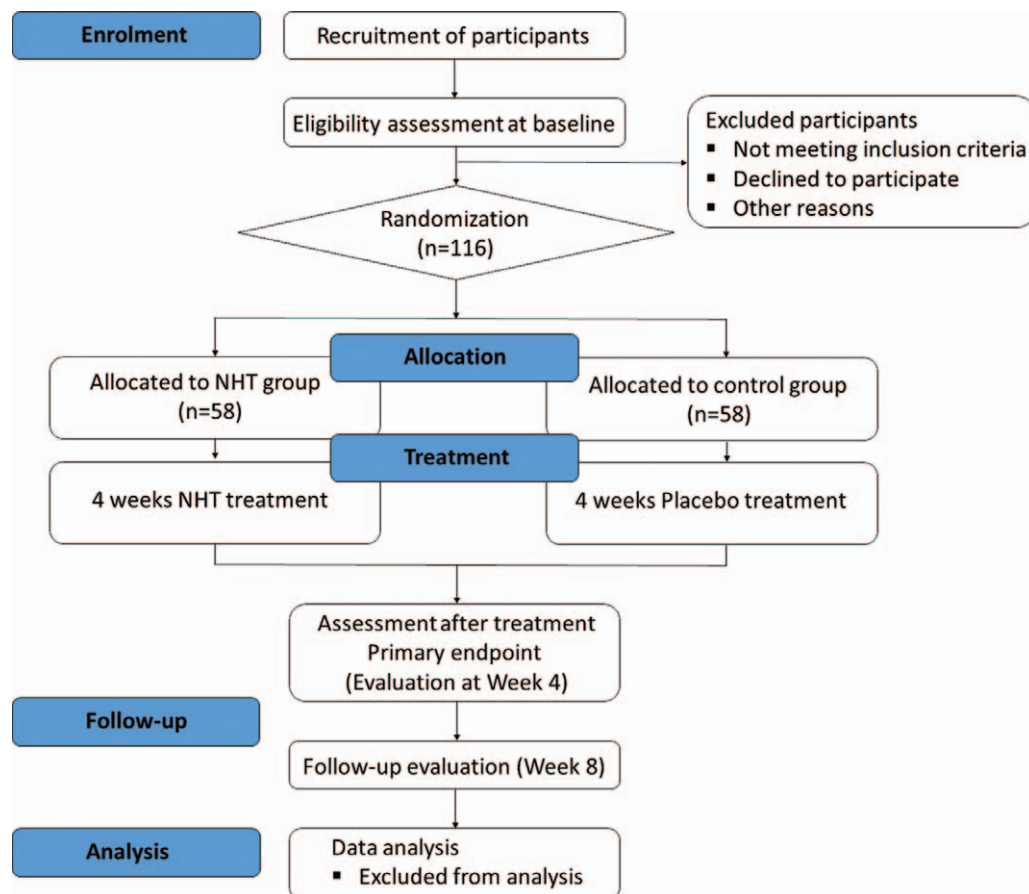 Enrolment
Recruitment of participants
Eligibility assessment at baseline
Excluded participants
▪ Not meeting inclusion criteria
▪ Declined to participate
▪ Other reasons
Randomization
(n=116)
Allocation
Allocated to NHT group
(n=58)
Allocated to control group
(n=58)
Treatment
4 weeks NHT treatment
4 weeks Placebo treatment
Assessment after treatment
Primary endpoint
(Evaluation at Week 4)
Follow-up
Follow-up evaluation (Week 8)
Analysis
Data analysis
▪ Excluded from analysis